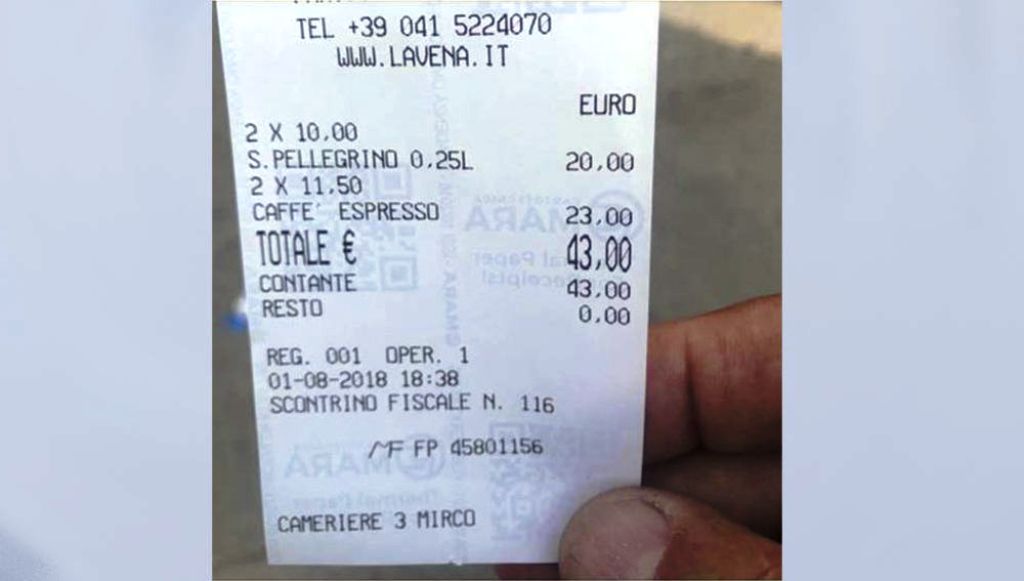 TEL +39 041 5224070
WWW.LAVENA.IT
EURO
2 X 10.00
S.PELLEGRINO 0,25L 20,00
2 X 11,50
CAFFE' ESPRESSO 23,00
TOTALE € 43,00
CONTANTE 43,00
RESTO 0,00
REG. 001 OPER. 1
01-08-2018 18:38
SCONTRINO FISCALE N. 116
MF FP 45801156
CAMERIERE 3 MIRCO